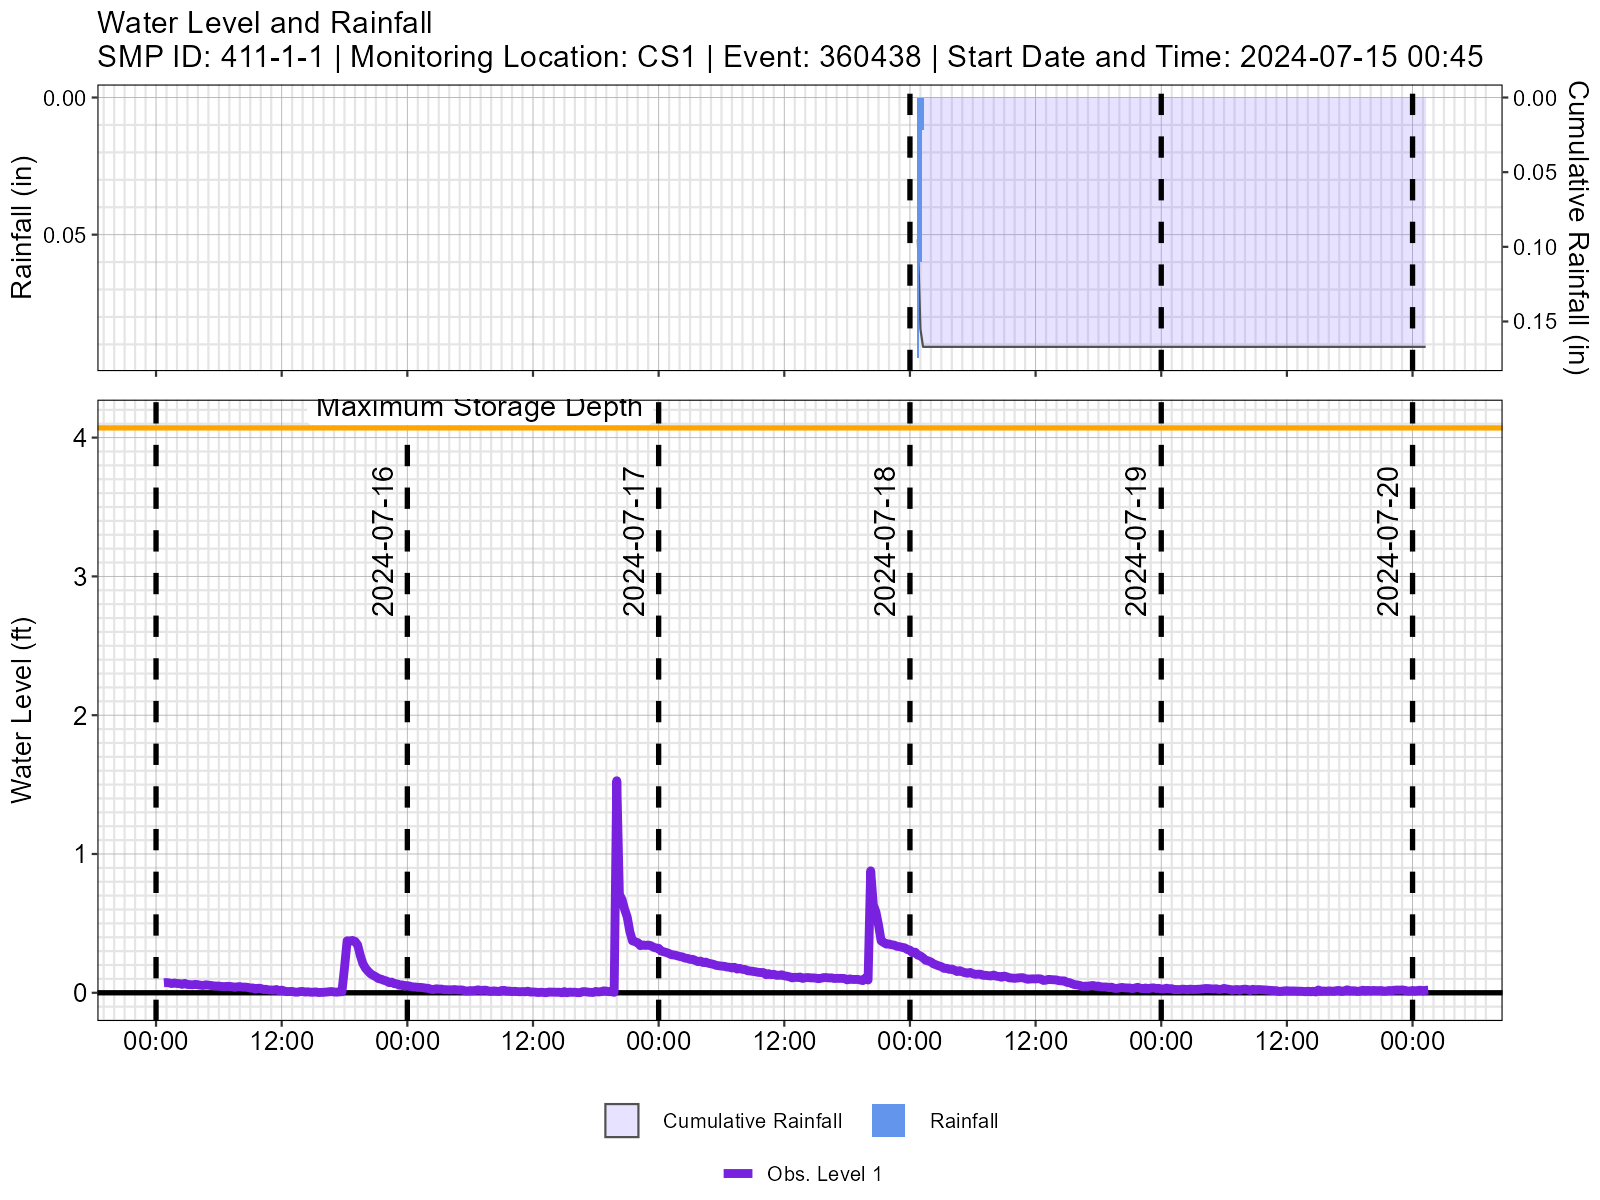 Water Level and Rainfall
SMP ID: 411-1-1 | Monitoring Location: CS1 | Event: 360438 | Start Date and Time: 2024-07-15 00:45
0.00
0.05
Rainfall (in)
0.00
0.05
0.10
0.15
Cumulative Rainfall (in)
Maximum Storage Depth
4
3
2
1
0
Water Level (ft)
2024-07-16
2024-07-17
2024-07-18
2024-07-19
2024-07-20
00:00 12:00 00:00 12:00 00:00 12:00 00:00 12:00 00:00 12:00 00:00
Cumulative Rainfall Rainfall
Obs. Level 1